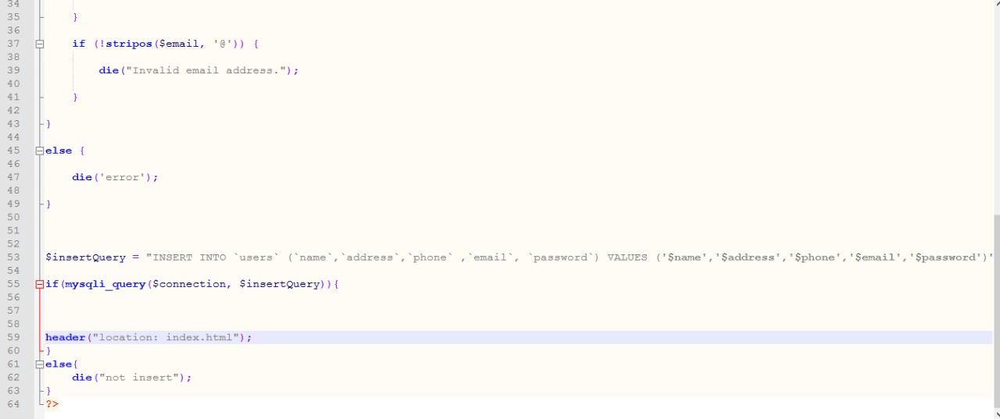 34
35 }
36
37 if (!stripos($email, '@')) {
38
39 die("Invalid email address.");
40
41 }
42
43 }
44
45 else {
46
47 die('error');
48
49 }
50
51
52
53 $insertQuery = "INSERT INTO `users` (`name`,`address`,`phone` ,`email`, `password`) VALUES ('$name','$address','$phone','$email','$password')"
54
55 if(mysqli_query($connection, $insertQuery)){
56
57
58
59 header("location: index.html");
60 }
61 else{
62 die("not insert");
63 }
64 ?>